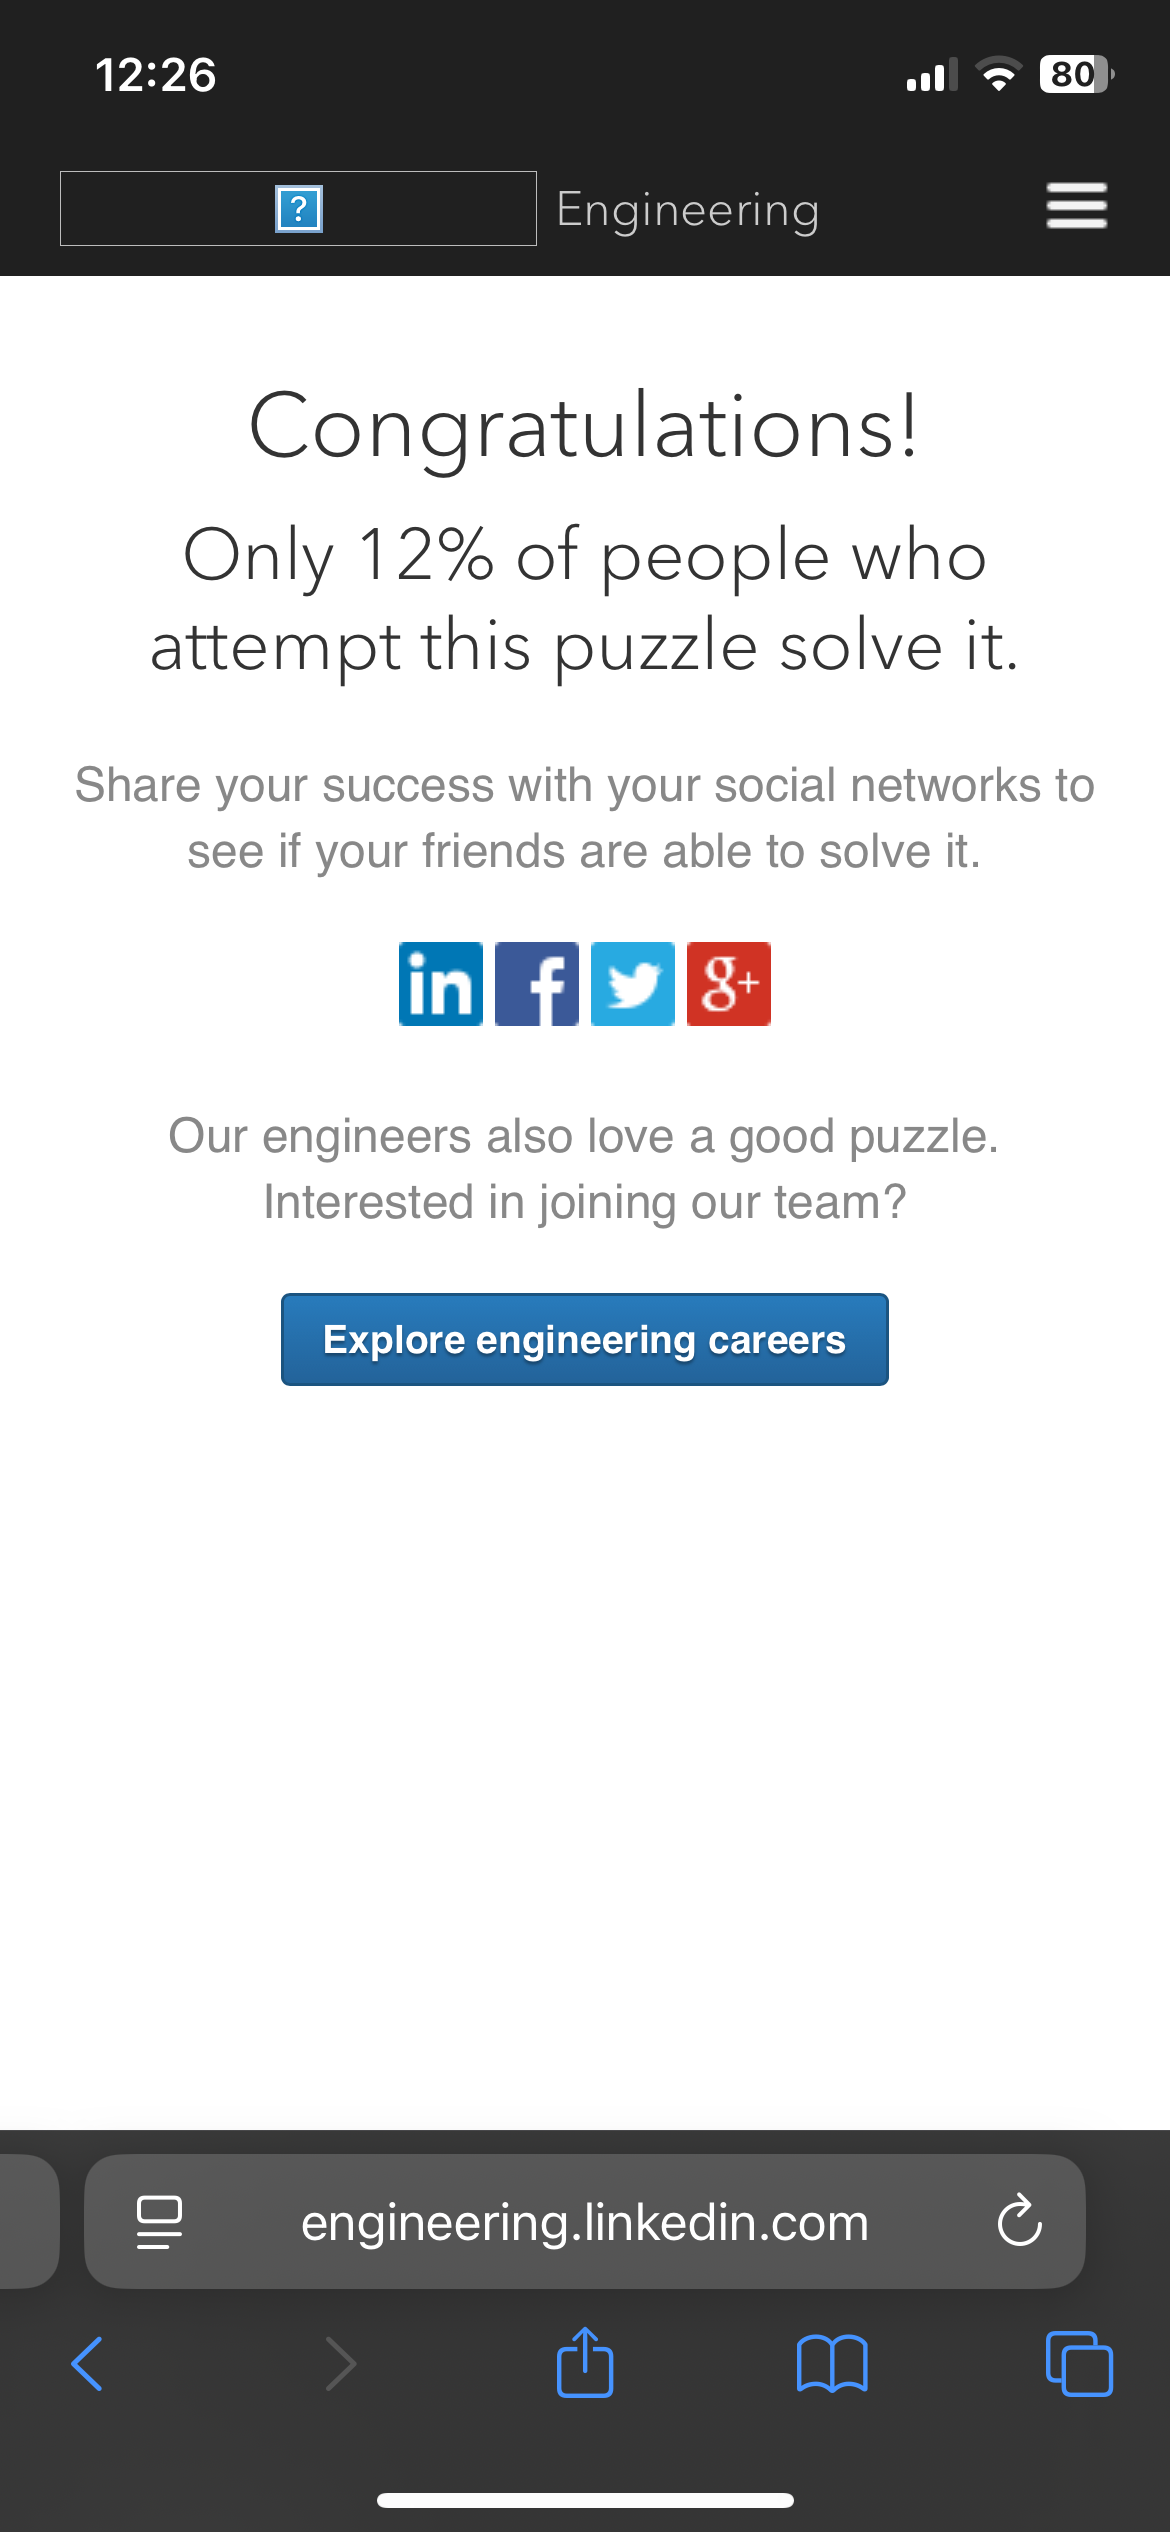 12:26
80
?
Engineering
Congratulations!
Only 12% of people who
attempt this puzzle solve it.
Share your success with your social networks to
see if your friends are able to solve it.
in f g+
Our engineers also love a good puzzle.
Interested in joining our team?
Explore engineering careers
engineering.linkedin.com